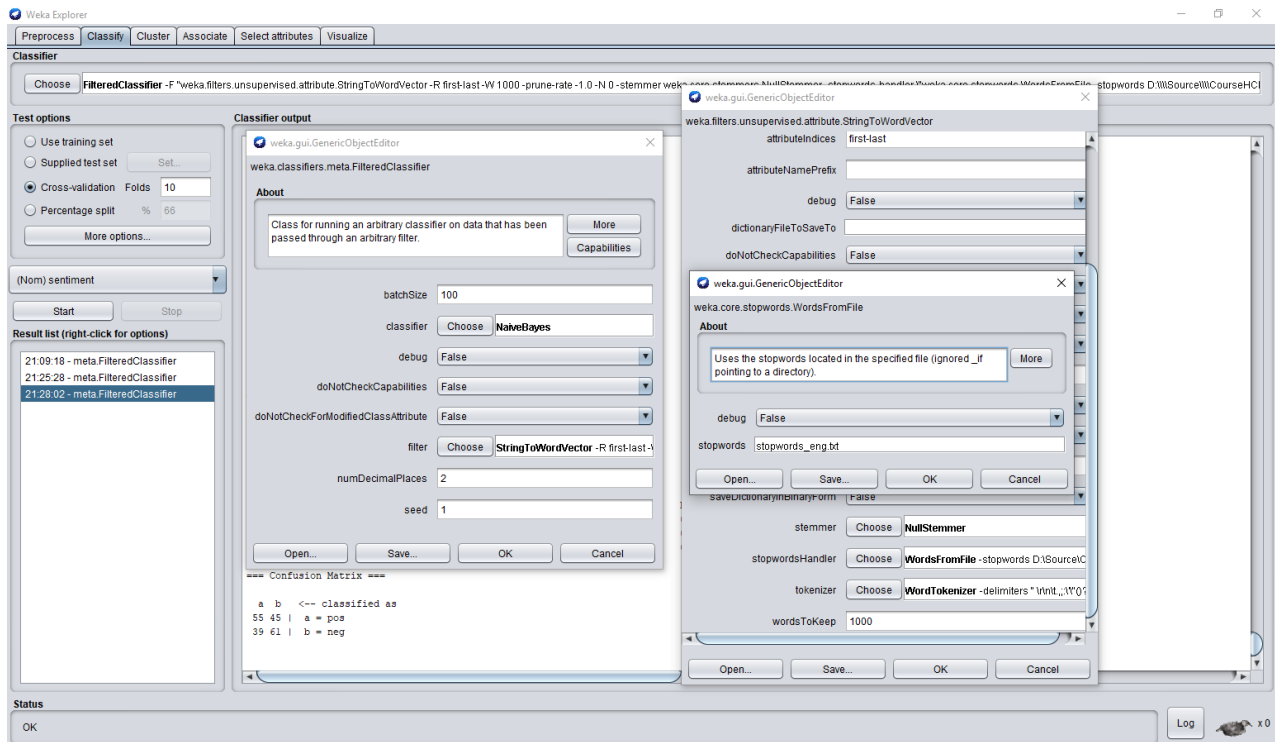 Weka Explorer
Preprocess Classify Cluster Associate Select attributes Visualize
Classifier
Choose FilteredClassifier -F "weka.filters.unsupervised.attribute.StringToWordVector -R first-last -W 1000 -prune-rate -1.0 -N 0 -stemmer weka.core.stemmers.NullStemmer -stopwords-handler \"weka.core.stopwords.WordsFromFile -stopwords D:\\\\Source\\\\CourseHCI
Test options
Use training set
Supplied test set Set...
Cross-validation Folds 10
Percentage split % 66
More options...
(Nom) sentiment
Start Stop
Result list (right-click for options)
21:09:18 - meta.FilteredClassifier
21:25:28 - meta.FilteredClassifier
21:28:02 - meta.FilteredClassifier
Classifier output
weka.gui.GenericObjectEditor
weka.classifiers.meta.FilteredClassifier
About
Class for running an arbitrary classifier on data that has been
passed through an arbitrary filter.
More
Capabilities
batchSize 100
classifier Choose NaiveBayes
debug False
doNotCheckCapabilities False
doNotCheckForModifiedClassAttribute False
filter Choose StringToWordVector -R first-last -
numDecimalPlaces 2
seed 1
Open... Save... OK Cancel
=== Confusion Matrix ===
a b <-- classified as
55 45 | a = pos
39 61 | b = neg
weka.gui.GenericObjectEditor
weka.filters.unsupervised.attribute.StringToWordVector
attributeIndices first-last
attributeNamePrefix
debug False
dictionaryFileToSaveTo
doNotCheckCapabilities False
weka.gui.GenericObjectEditor
weka.core.stopwords.WordsFromFile
About
Uses the stopwords located in the specified file (ignored _if
pointing to a directory).
More
debug False
stopwords stopwords_eng.txt
Open... Save... OK Cancel
saveDictionaryInBinaryForm False
stemmer Choose NullStemmer
stopwordsHandler Choose WordsFromFile -stopwords D:\Source\C
tokenizer Choose WordTokenizer -delimiters " \r\n\t.,;:\'\"()?
wordsToKeep 1000
Open... Save... OK Cancel
Status
OK
Log x 0